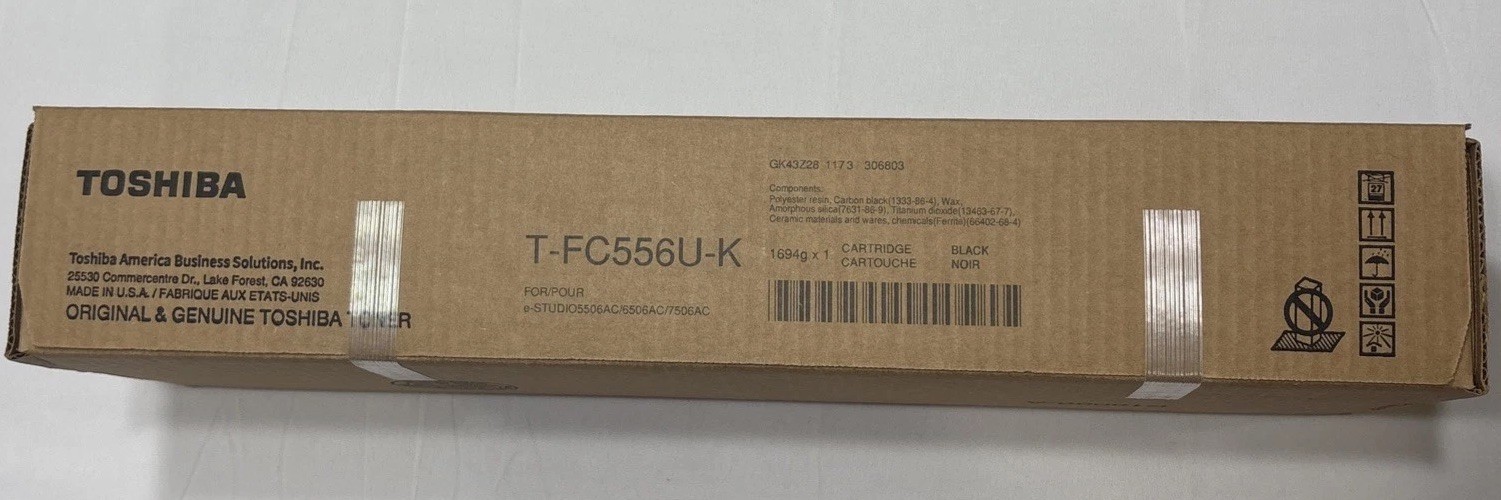 TOSHIBA
Toshiba America Business Solutions, Inc.
25530 Commercentre Dr., Lake Forest, CA 92630
MADE IN U.S.A. / FABRIQUE AUX ETATS-UNIS
ORIGINAL & GENUINE TOSHIBA TONER
T-FC556U-K
FOR/POUR
e-STUDIO5506AC/6506AC/7506AC
GK43Z28 1173 306803
Components:
Polyester resin, Carbon black(1333-86-4), Wax,
Amorphous silica(7631-86-9), Titanium dioxide(13463-67-7),
Ceramic materials and wares, chemicals(Ferrite)(66402-68-4)
1694g x 1 CARTRIDGE BLACK
CARTOUCHE NOIR
27